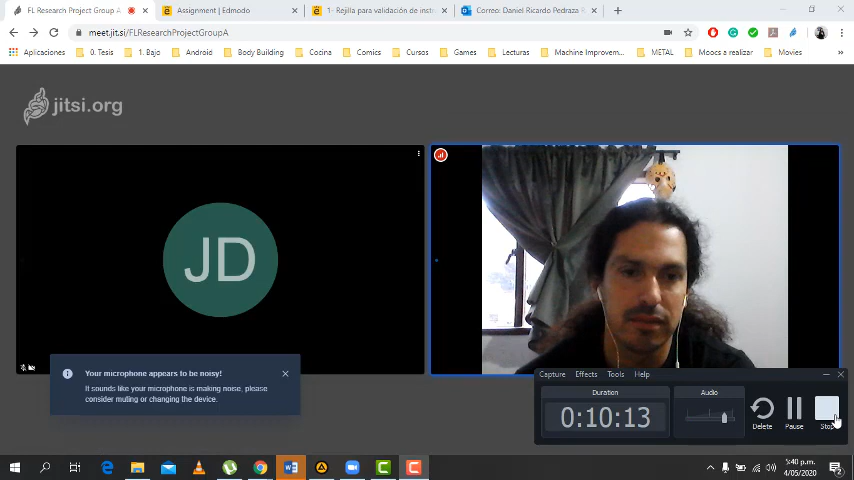 FL Research Project Group A
Assignment | Edmodo
1- Rejilla para validación de instr
Correo: Daniel Ricardo Pedraza R
meet.jit.si/FLResearchProjectGroupA
Aplicaciones
0. Tesis
1. Bajo
Android
Body Building
Cocina
Comics
Cursos
Games
Lecturas
Machine Improvem...
METAL
Moocs a realizar
Movies
jitsi.org
JD
Your microphone appears to be noisy!
It sounds like your microphone is making noise, please
consider muting or changing the device.
Capture Effects Tools Help
Duration
0:10:13
Audio
Delete
Pause
Stop
5:40 p.m.
4/05/2020
2